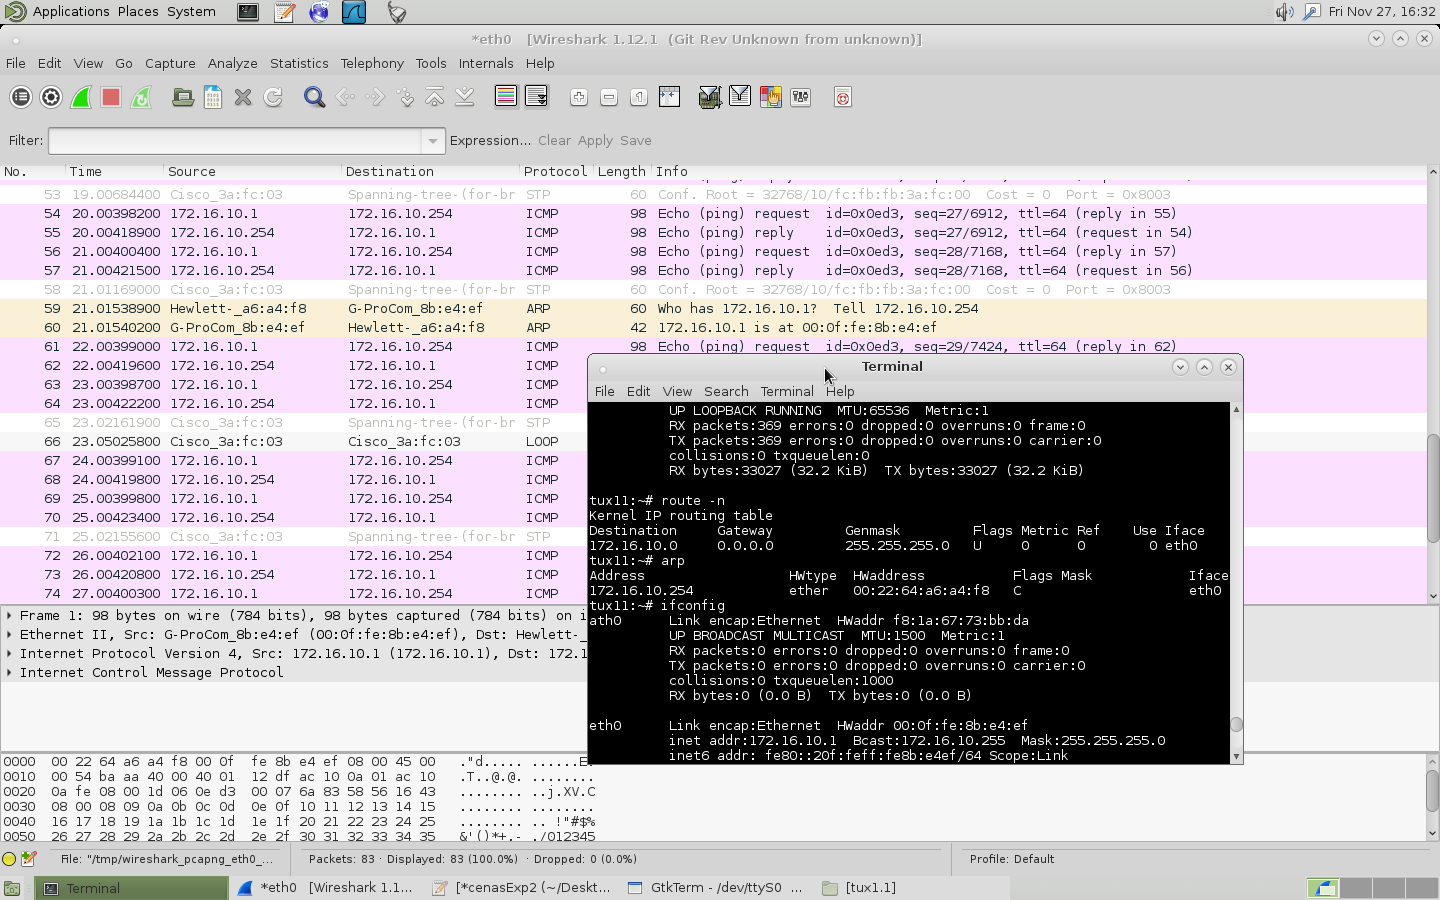 Applications Places System Fri Nov 27, 16:32
*eth0 [Wireshark 1.12.1 (Git Rev Unknown from unknown)]
File Edit View Go Capture Analyze Statistics Telephony Tools Internals Help
Filter: Expression... Clear Apply Save
No. Time Source Destination Protocol Length Info
53 19.00684400 Cisco_3a:fc:03 Spanning-tree-(for-br STP 60 Conf. Root = 32768/10/fc:fb:fb:3a:fc:00 Cost = 0 Port = 0x8003
54 20.00398200 172.16.10.1 172.16.10.254 ICMP 98 Echo (ping) request id=0x0ed3, seq=27/6912, ttl=64 (reply in 55)
55 20.00418900 172.16.10.254 172.16.10.1 ICMP 98 Echo (ping) reply id=0x0ed3, seq=27/6912, ttl=64 (request in 54)
56 21.00400400 172.16.10.1 172.16.10.254 ICMP 98 Echo (ping) request id=0x0ed3, seq=28/7168, ttl=64 (reply in 57)
57 21.00421500 172.16.10.254 172.16.10.1 ICMP 98 Echo (ping) reply id=0x0ed3, seq=28/7168, ttl=64 (request in 56)
58 21.01169000 Cisco_3a:fc:03 Spanning-tree-(for-br STP 60 Conf. Root = 32768/10/fc:fb:fb:3a:fc:00 Cost = 0 Port = 0x8003
59 21.01538900 Hewlett-_a6:a4:f8 G-ProCom_8b:e4:ef ARP 60 Who has 172.16.10.1? Tell 172.16.10.254
60 21.01540200 G-ProCom_8b:e4:ef Hewlett-_a6:a4:f8 ARP 42 172.16.10.1 is at 00:0f:fe:8b:e4:ef
61 22.00399000 172.16.10.1 172.16.10.254 ICMP 98 Echo (ping) request id=0x0ed3, seq=29/7424, ttl=64 (reply in 62)
62 22.00419600 172.16.10.254 172.16.10.1 ICMP
63 23.00398700 172.16.10.1 172.16.10.254 ICMP
64 23.00422200 172.16.10.254 172.16.10.1 ICMP
65 23.02161900 Cisco_3a:fc:03 Spanning-tree-(for-br STP
66 23.05025800 Cisco_3a:fc:03 Cisco_3a:fc:03 LOOP
67 24.00399100 172.16.10.1 172.16.10.254 ICMP
68 24.00419800 172.16.10.254 172.16.10.1 ICMP
69 25.00399800 172.16.10.1 172.16.10.254 ICMP
70 25.00423400 172.16.10.254 172.16.10.1 ICMP
71 25.02155600 Cisco_3a:fc:03 Spanning-tree-(for-br STP
72 26.00402100 172.16.10.1 172.16.10.254 ICMP
73 26.00420800 172.16.10.254 172.16.10.1 ICMP
74 27.00400300 172.16.10.1 172.16.10.254 ICMP
Frame 1: 98 bytes on wire (784 bits), 98 bytes captured (784 bits) on i
Ethernet II, Src: G-ProCom_8b:e4:ef (00:0f:fe:8b:e4:ef), Dst: Hewlett-_
Internet Protocol Version 4, Src: 172.16.10.1 (172.16.10.1), Dst: 172.1
Internet Control Message Protocol
0000 00 22 64 a6 a4 f8 00 0f fe 8b e4 ef 08 00 45 00 ."d..... ......E.
0010 00 54 ba aa 40 00 40 01 12 df ac 10 0a 01 ac 10 .T..@.@. ........
0020 0a fe 08 00 1d 06 0e d3 00 07 6a 83 58 56 16 43 ........ ..j.XV.C
0030 08 00 08 09 0a 0b 0c 0d 0e 0f 10 11 12 13 14 15 ........ ........
0040 16 17 18 19 1a 1b 1c 1d 1e 1f 20 21 22 23 24 25 ........ .. !"#$%
0050 26 27 28 29 2a 2b 2c 2d 2e 2f 30 31 32 33 34 35 &'()*+,- ./012345
Terminal
File Edit View Search Terminal Help
UP LOOPBACK RUNNING MTU:65536 Metric:1
RX packets:369 errors:0 dropped:0 overruns:0 frame:0
TX packets:369 errors:0 dropped:0 overruns:0 carrier:0
collisions:0 txqueuelen:0
RX bytes:33027 (32.2 KiB) TX bytes:33027 (32.2 KiB)
tux11:~# route -n
Kernel IP routing table
Destination Gateway Genmask Flags Metric Ref Use Iface
172.16.10.0 0.0.0.0 255.255.255.0 U 0 0 0 eth0
tux11:~# arp
Address HWtype HWaddress Flags Mask Iface
172.16.10.254 ether 00:22:64:a6:a4:f8 C eth0
tux11:~# ifconfig
ath0 Link encap:Ethernet HWaddr f8:1a:67:73:bb:da
UP BROADCAST MULTICAST MTU:1500 Metric:1
RX packets:0 errors:0 dropped:0 overruns:0 frame:0
TX packets:0 errors:0 dropped:0 overruns:0 carrier:0
collisions:0 txqueuelen:1000
RX bytes:0 (0.0 B) TX bytes:0 (0.0 B)
eth0 Link encap:Ethernet HWaddr 00:0f:fe:8b:e4:ef
inet addr:172.16.10.1 Bcast:172.16.10.255 Mask:255.255.255.0
inet6 addr: fe80::20f:feff:fe8b:e4ef/64 Scope:Link
File: "/tmp/wireshark_pcapng_eth0_... Packets: 83 · Displayed: 83 (100.0%) · Dropped: 0 (0.0%) Profile: Default
Terminal *eth0 [Wireshark 1.1... [*cenasExp2 (~/Deskt... GtkTerm - /dev/ttyS0 ... [tux1.1]